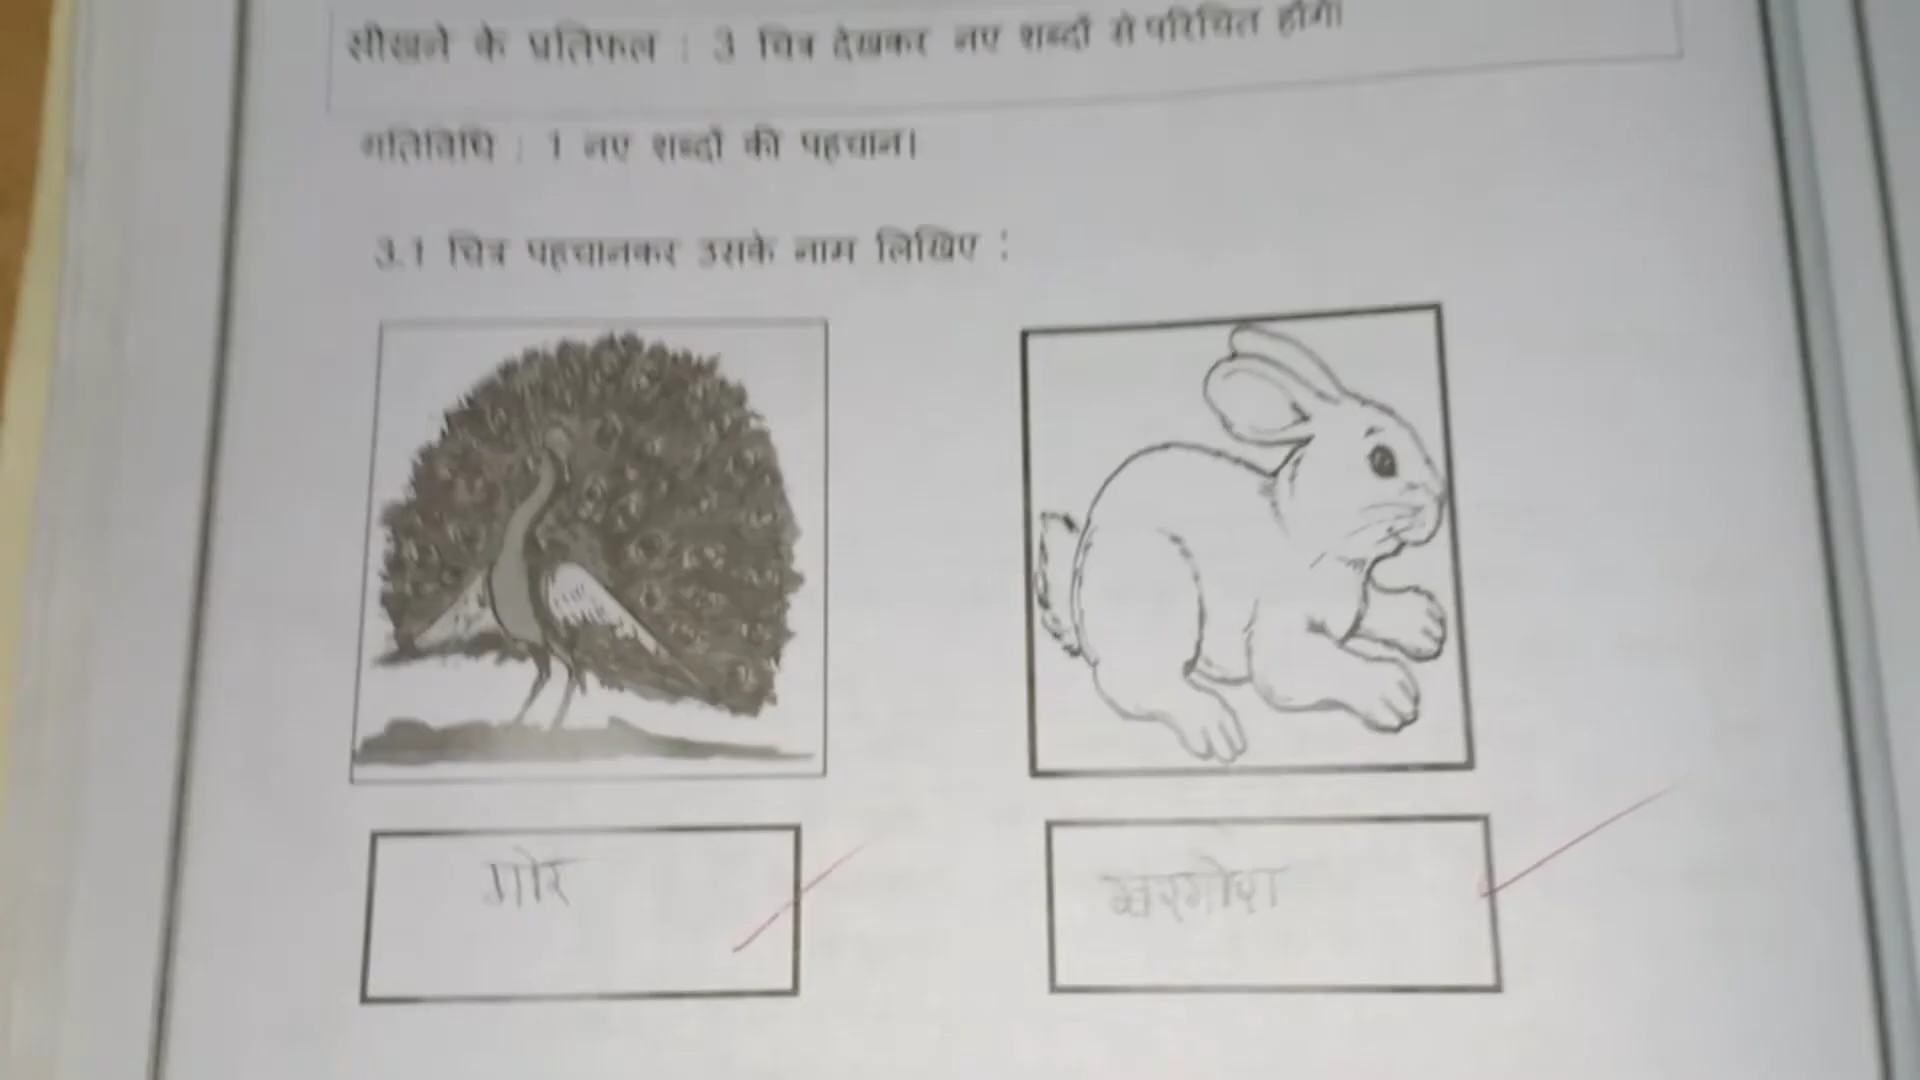 सीखने के प्रतिफल : 3 चित्र देखकर नए शब्दों से परिचित होंगे।
गतिविधि : 1 नए शब्दों की पहचान।
3.1 चित्र पहचानकर उसके नाम लिखिए :
गोर खरगोश